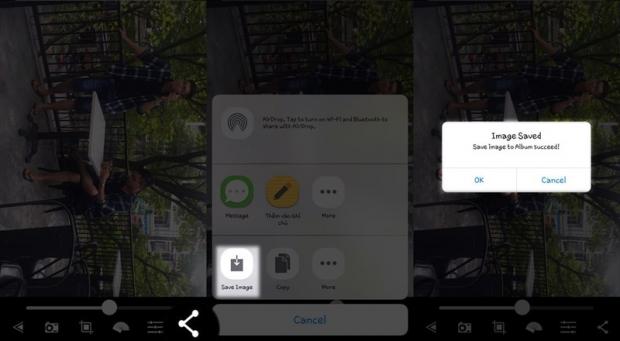 AirDrop. Tap to turn on Wi-Fi and Bluetooth to
share with AirDrop.
Message
Thêm vào Ghi
chú
More
Save Image
Copy
More
Cancel
Image Saved
Save Image to Album succeed!
OK
Cancel